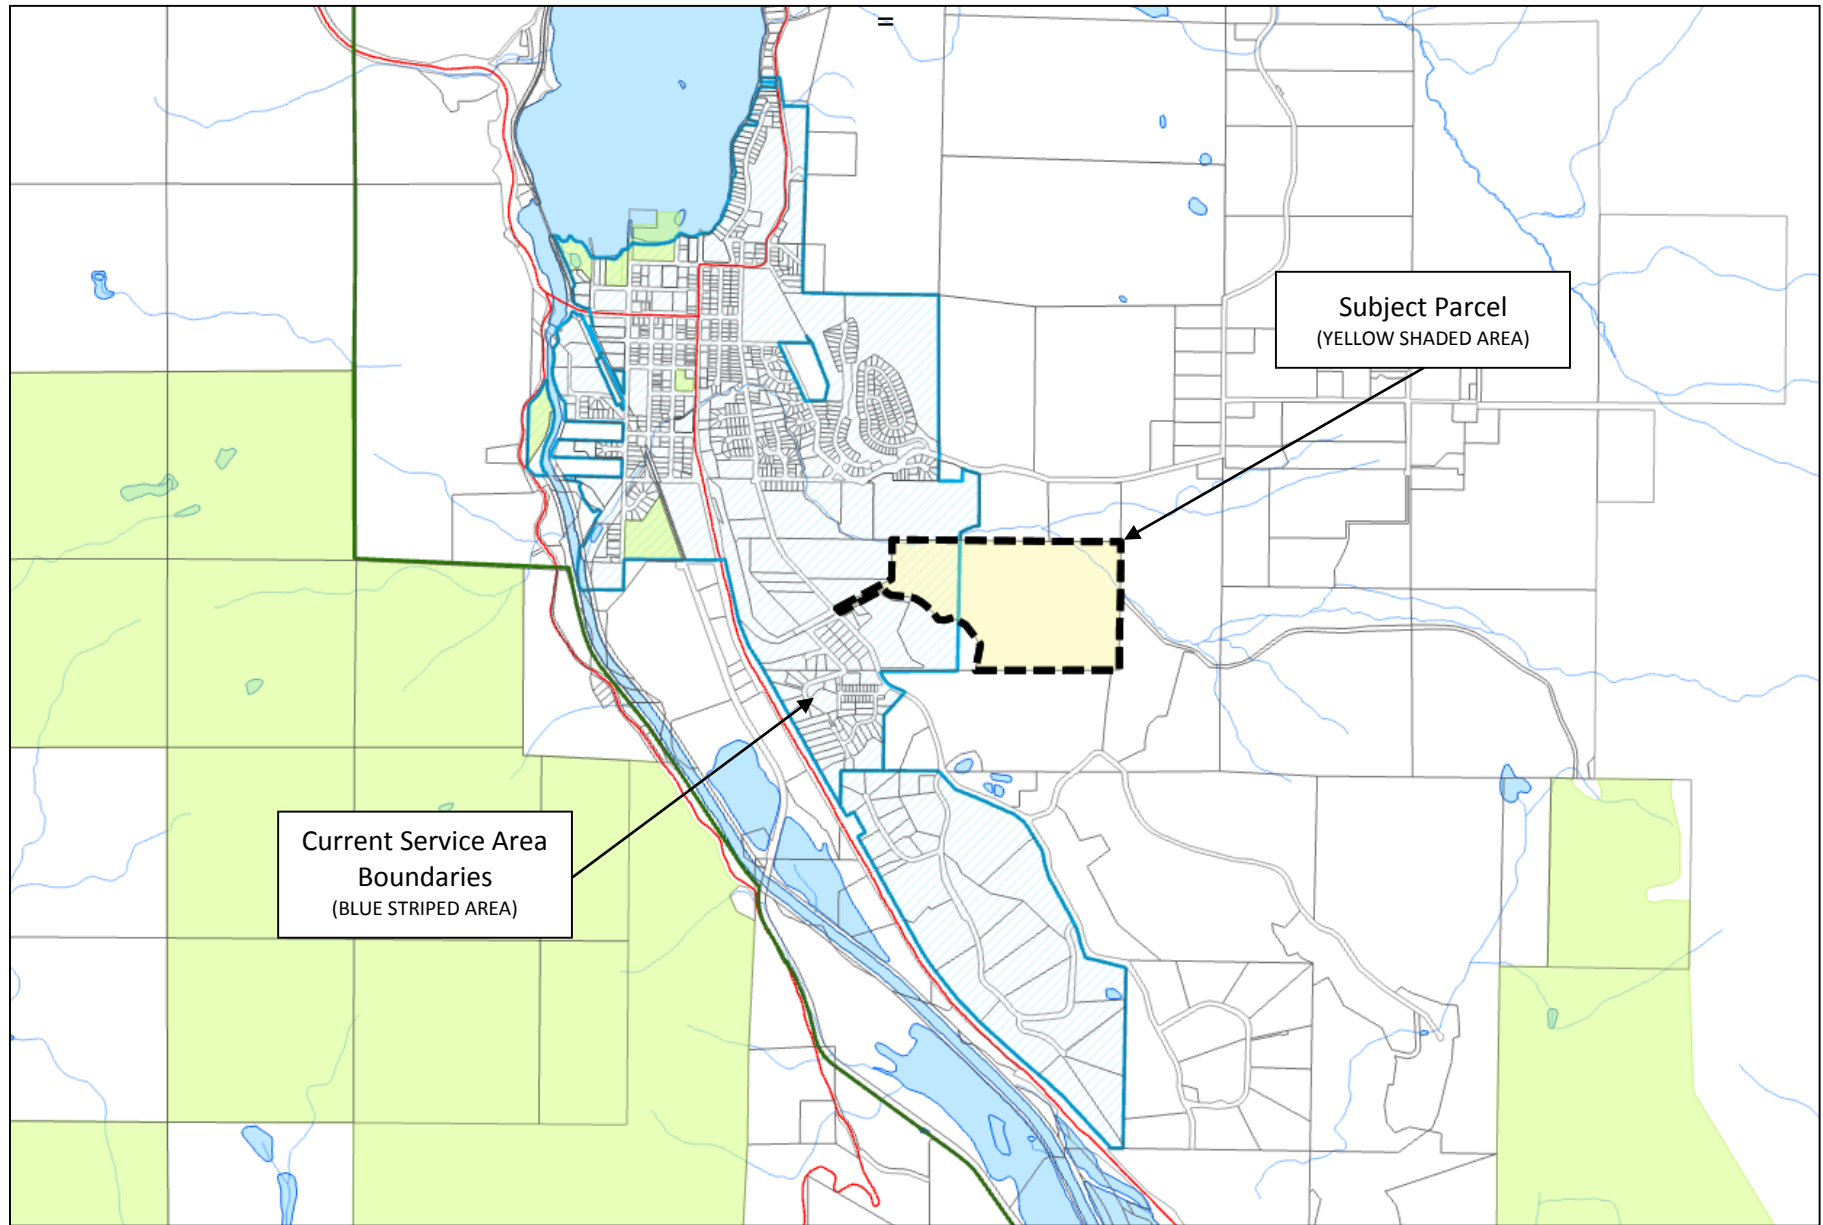 =
Subject Parcel
(YELLOW SHADED AREA)
Current Service Area
Boundaries
(BLUE STRIPED AREA)